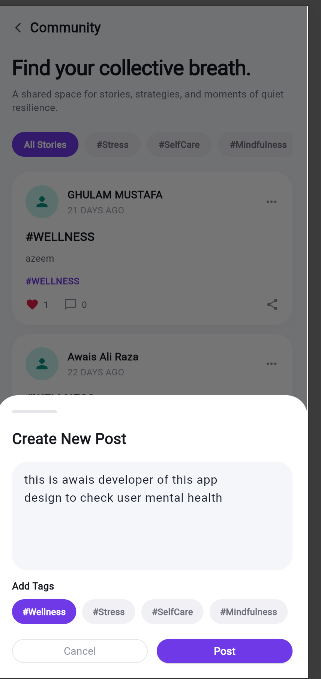 Community
Find your collective breath.
A shared space for stories, strategies, and moments of quiet
resilience.
All Stories #Stress #SelfCare #Mindfulness
GHULAM MUSTAFA
21 DAYS AGO
#WELLNESS
azeem
#WELLNESS
1 0
Awais Ali Raza
22 DAYS AGO
Create New Post
this is awais developer of this app
design to check user mental health
Add Tags
#Wellness #Stress #SelfCare #Mindfulness
Cancel Post